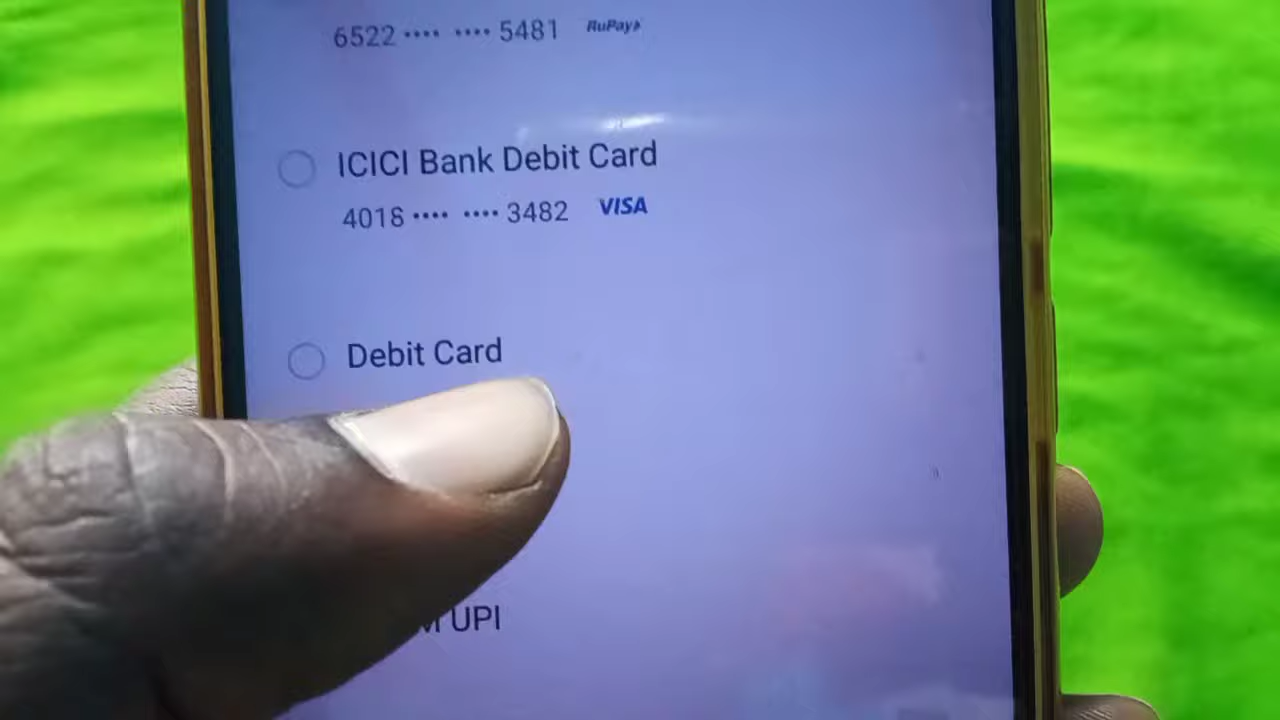 6522 •••• •••• 5481 RuPay
ICICI Bank Debit Card
4018 •••• •••• 3482 VISA
Debit Card
UPI